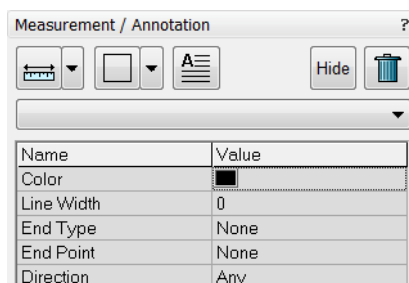 Measurement / Annotation ?
A
Hide
Name Value
Color
Line Width 0
End Type None
End Point None
Direction Any